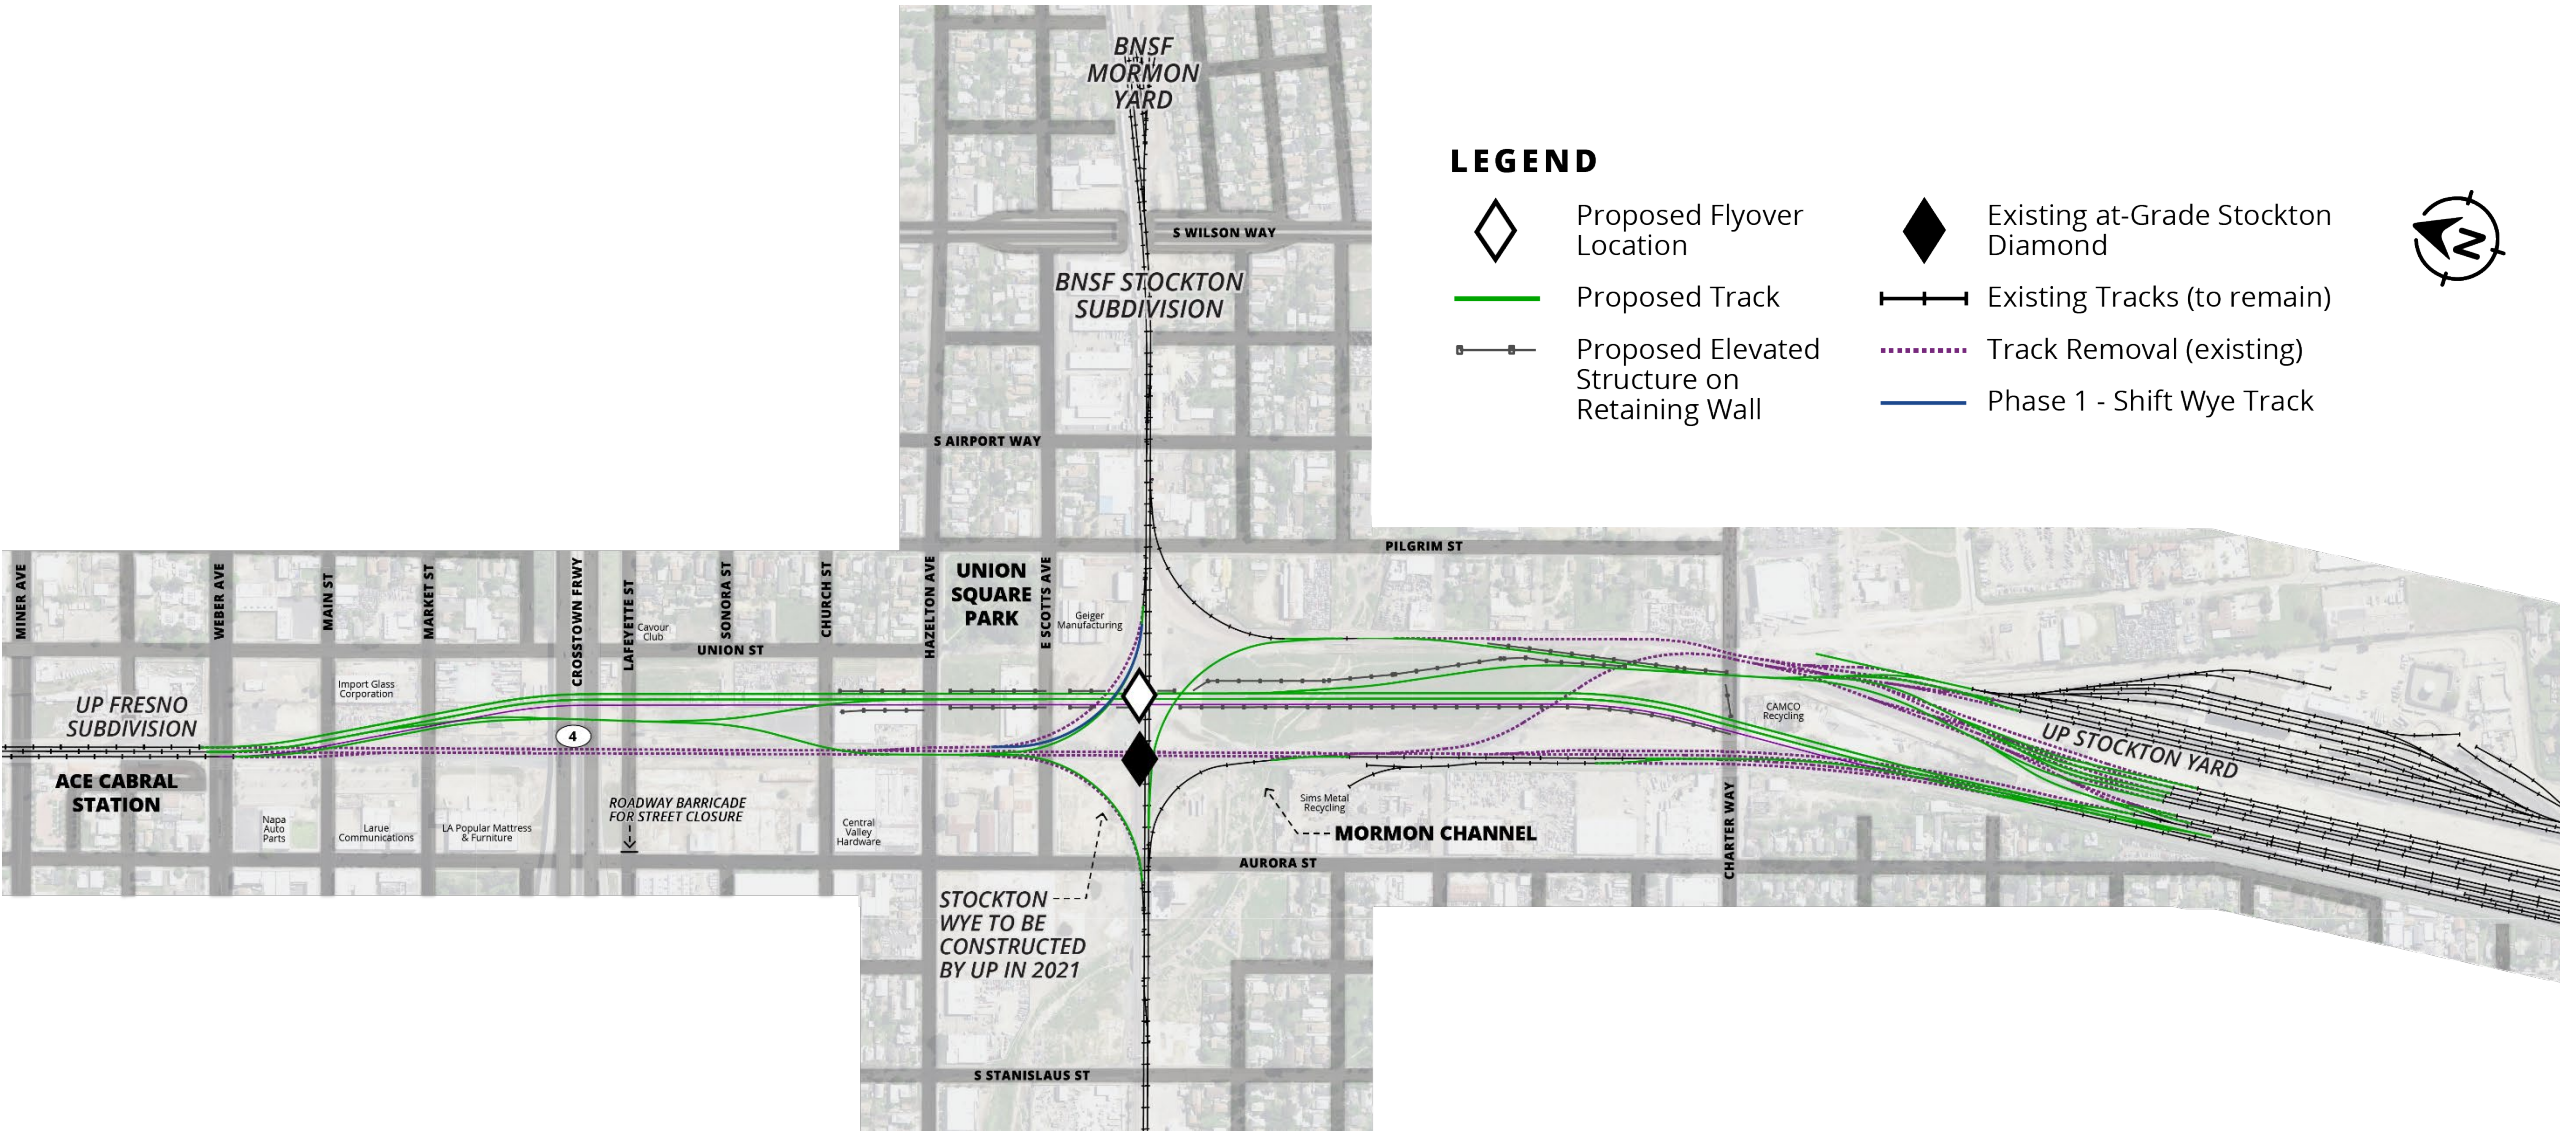 BNSF
MORMON
YARD
S WILSON WAY
BNSF STOCKTON
SUBDIVISION
S AIRPORT WAY
LEGEND
Proposed Flyover
Location
Proposed Track
Proposed Elevated
Structure on
Retaining Wall
Existing at-Grade Stockton
Diamond
Existing Tracks (to remain)
Track Removal (existing)
Phase 1 - Shift Wye Track
N
PILGRIM ST
MINER AVE
WEBER AVE
MAIN ST
MARKET ST
CROSSTOWN FRWY
LAFEYETTE ST
SONORA ST
CHURCH ST
HAZELTON AVE
UNION
SQUARE
PARK
E SCOTTS AVE
Geiger
Manufacturing
Cavour
Club
UNION ST
Import Glass
Corporation
UP FRESNO
SUBDIVISION
4
CAMCO
Recycling
UP STOCKTON YARD
ACE CABRAL
STATION
ROADWAY BARRICADE
FOR STREET CLOSURE
Napa
Auto
Parts
Larue
Communications
LA Popular Mattress
& Furniture
Central
Valley
Hardware
Sims Metal
Recycling
MORMON CHANNEL
CHARTER WAY
AURORA ST
STOCKTON
WYE TO BE
CONSTRUCTED
BY UP IN 2021
S STANISLAUS ST